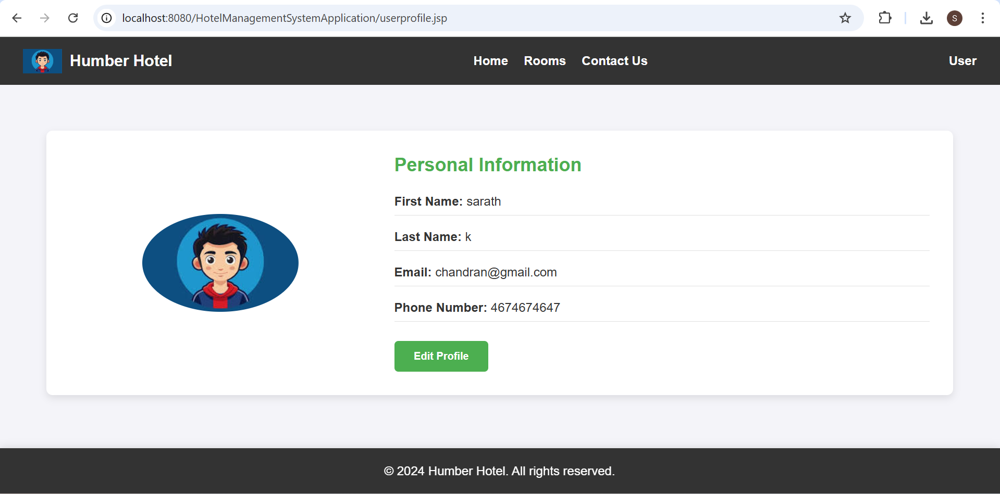 localhost:8080/HotelManagementSystemApplication/userprofile.jsp
S
Humber Hotel
Home Rooms Contact Us
User
Personal Information
First Name: sarath
Last Name: k
Email: chandran@gmail.com
Phone Number: 4674674647
Edit Profile
© 2024 Humber Hotel. All rights reserved.